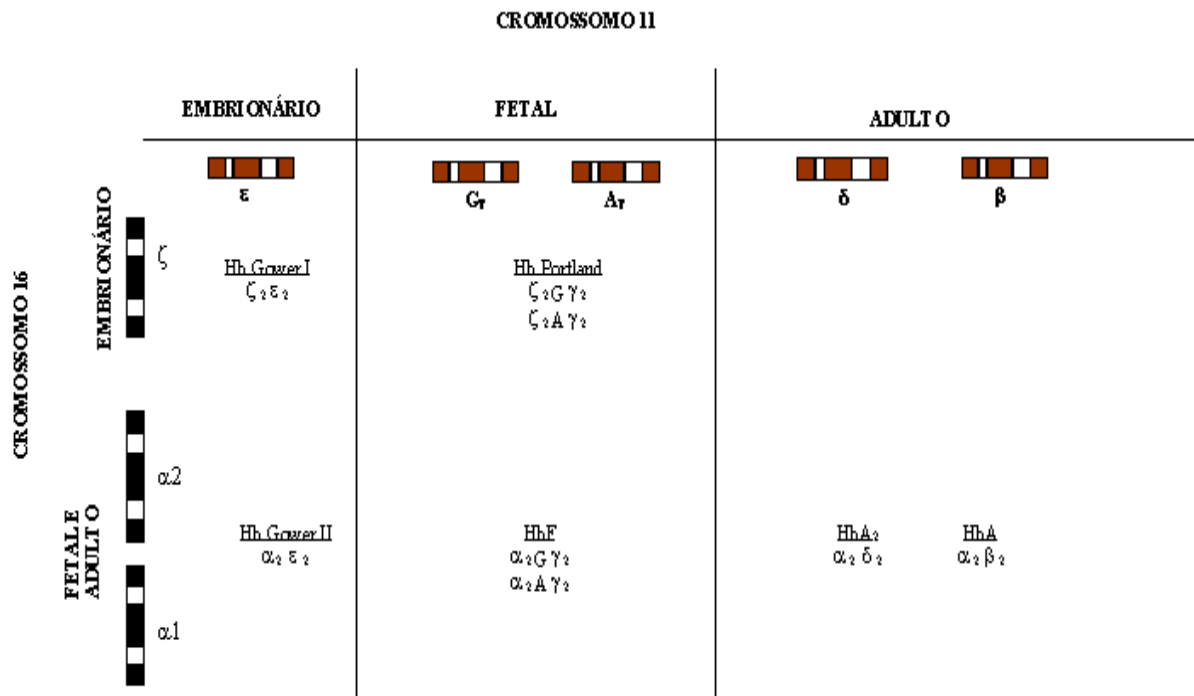 CROMOSSOMO 11
EMBRIONÁRIO
FETAL
ADULTO
ε
Gγ
Aγ
δ
β
CROMOSSOMO 16
EMBRIONÁRIO
ζ
Hb Gower I
ζ₂ε₂
Hb Portland
ζ₂Gγ₂
ζ₂Aγ₂
FETAL E
ADULTO
α2
α1
Hb Gower II
α₂ε₂
HbF
α₂Gγ₂
α₂Aγ₂
HbA₂
α₂δ₂
HbA
α₂β₂